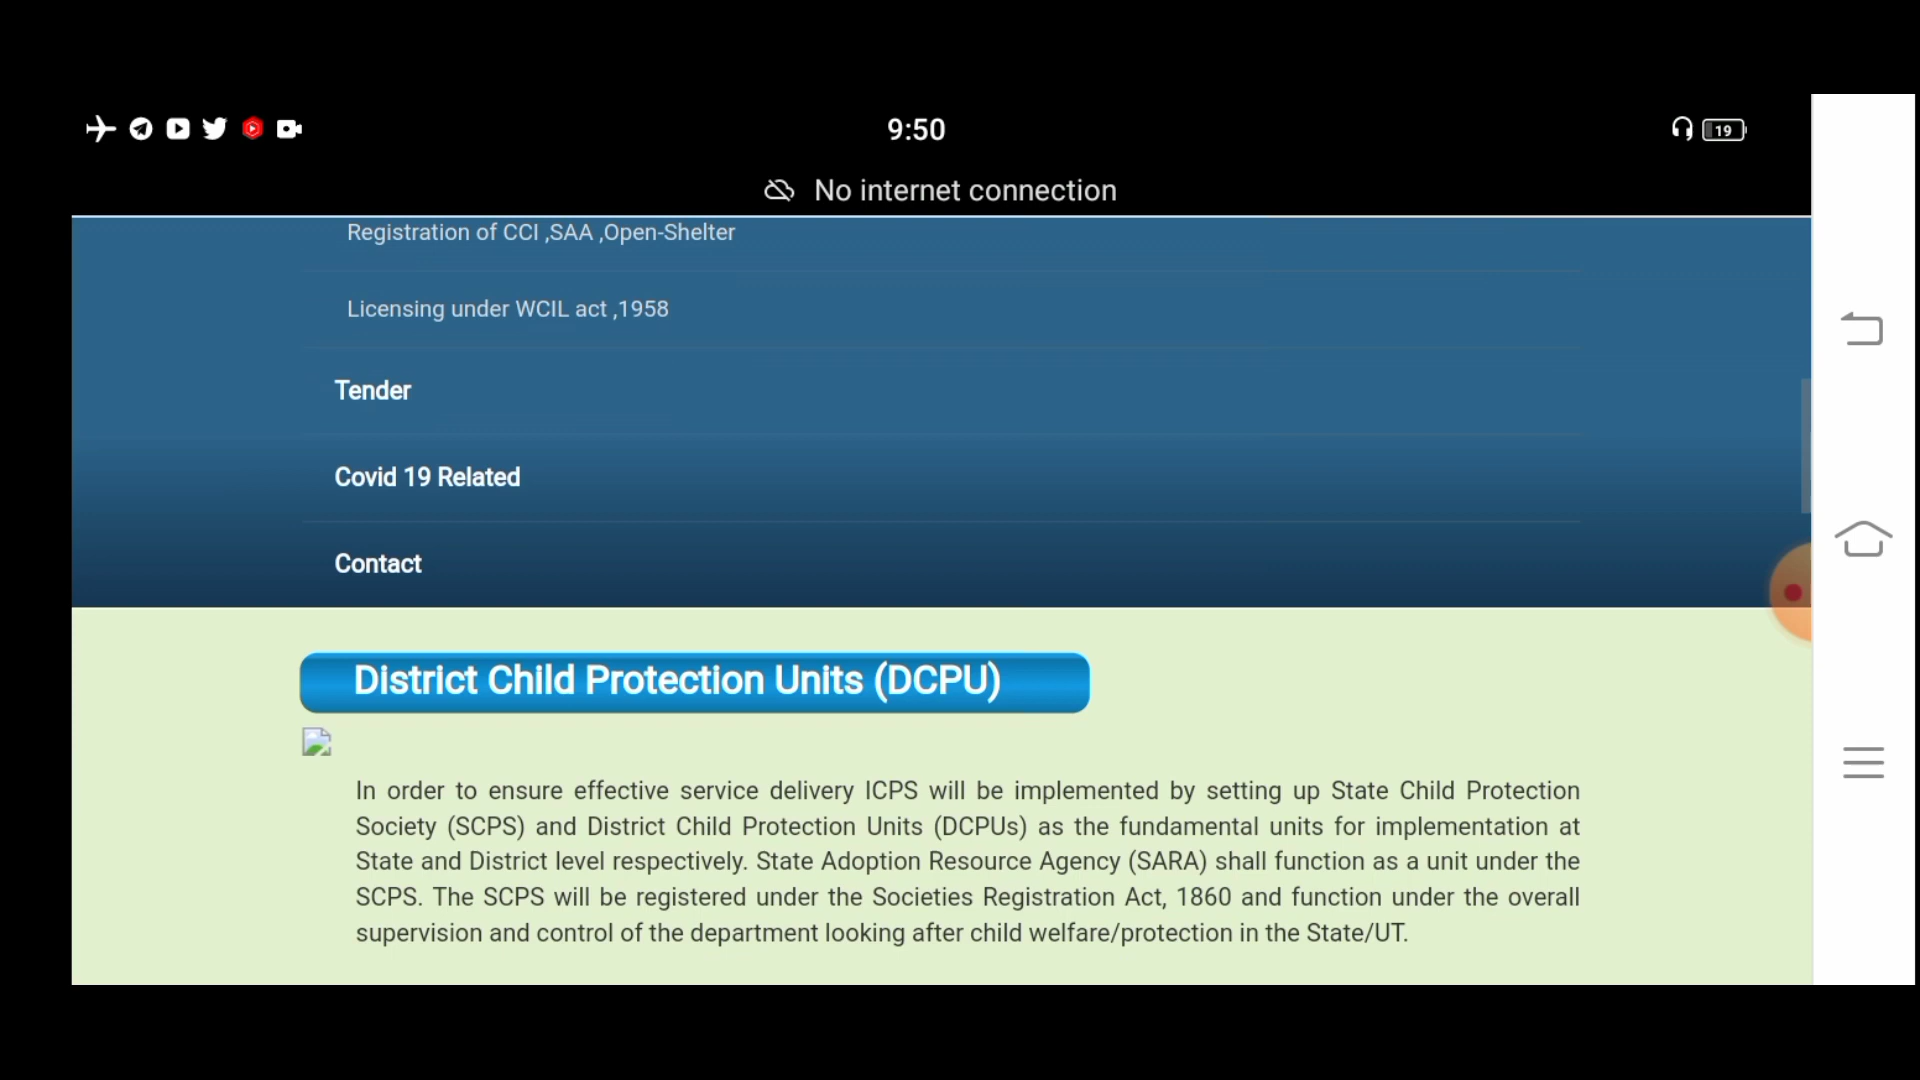 9:50
19
No internet connection
Registration of CCI ,SAA ,Open-Shelter
Licensing under WCIL act ,1958
Tender
Covid 19 Related
Contact
District Child Protection Units (DCPU)
In order to ensure effective service delivery ICPS will be implemented by setting up State Child Protection
Society (SCPS) and District Child Protection Units (DCPUs) as the fundamental units for implementation at
State and District level respectively. State Adoption Resource Agency (SARA) shall function as a unit under the
SCPS. The SCPS will be registered under the Societies Registration Act, 1860 and function under the overall
supervision and control of the department looking after child welfare/protection in the State/UT.